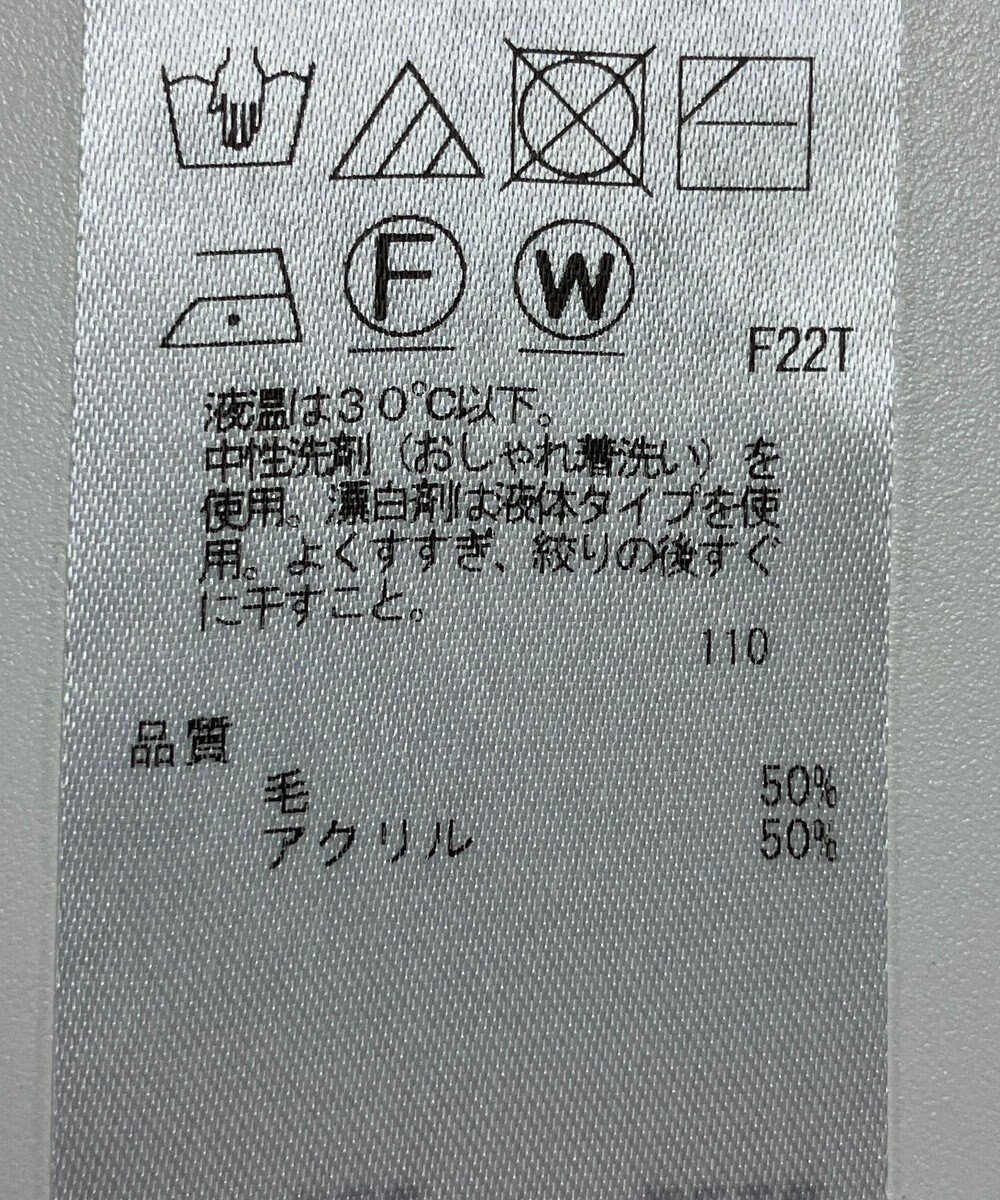 F
W
F22T
液温は30℃以下。
中性洗剤（おしゃれ着洗い）を
使用。漂白剤は液体タイプを使
用。よくすすぎ、絞りの後すぐ
に干すこと。
110
品質
毛 50%
アクリル 50%